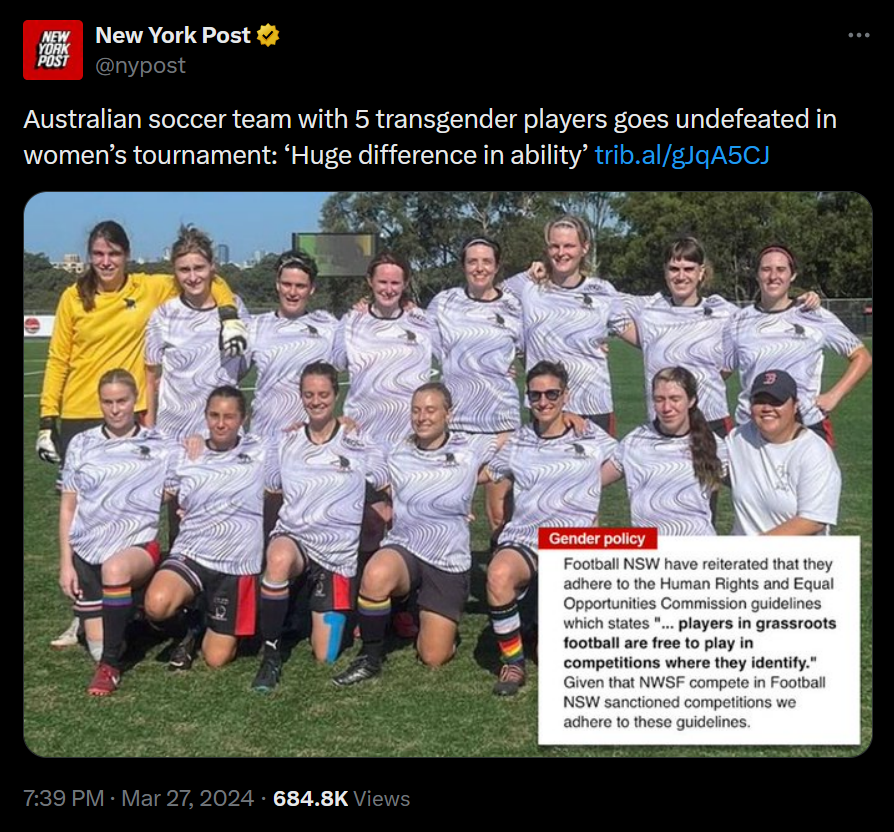 NEW
YORK
POST
New York Post
@nypost
Australian soccer team with 5 transgender players goes undefeated in
women’s tournament: ‘Huge difference in ability’ trib.al/gJqA5CJ
B
Gender policy
Football NSW have reiterated that they
adhere to the Human Rights and Equal
Opportunities Commission guidelines
which states "... players in grassroots
football are free to play in
competitions where they identify."
Given that NWSF compete in Football
NSW sanctioned competitions we
adhere to these guidelines.
7:39 PM · Mar 27, 2024 · 684.8K Views